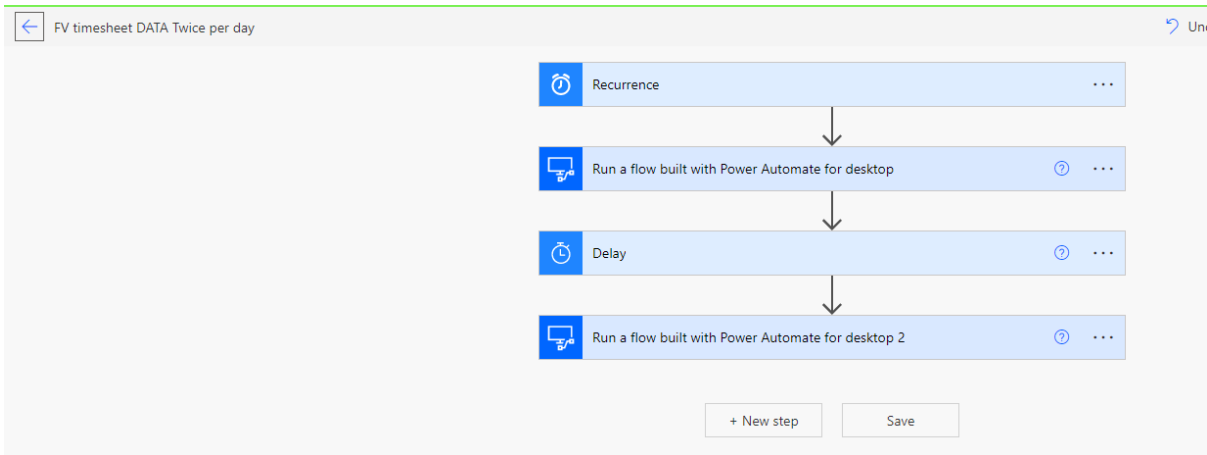 FV timesheet DATA Twice per day
Recurrence
Run a flow built with Power Automate for desktop
Delay
Run a flow built with Power Automate for desktop 2
+ New step
Save